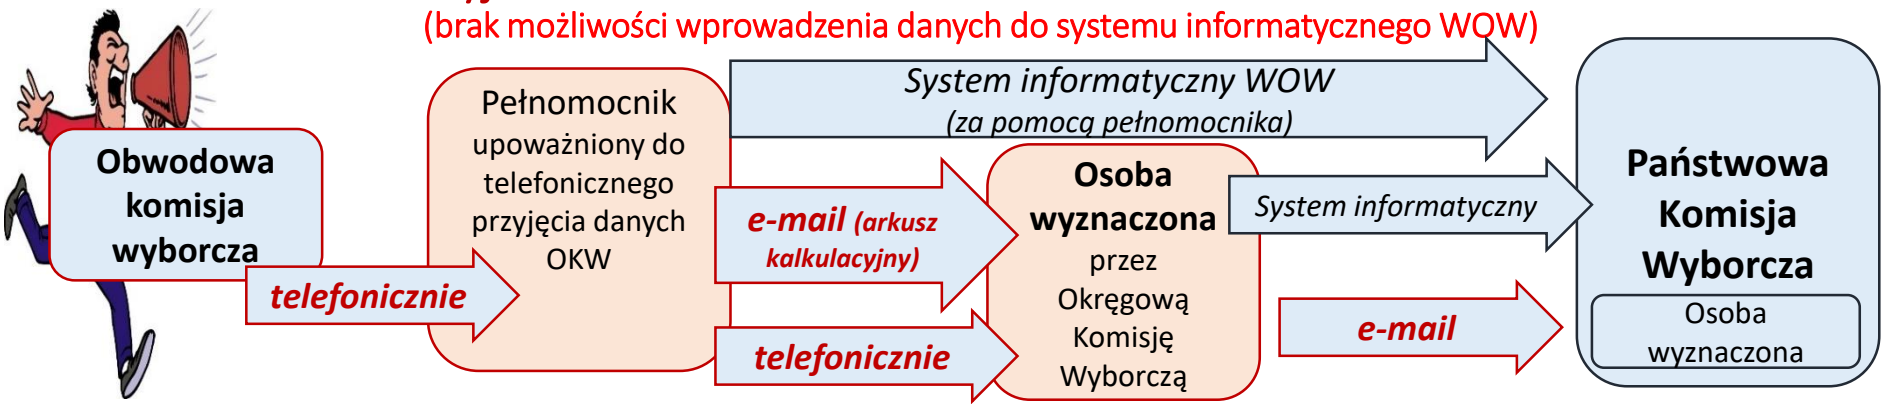 (brak możliwości wprowadzenia danych do systemu informatycznego WOW)
Obwodowa
komisja
wyborcza
telefonicznie
Pełnomocnik
upoważniony do
telefonicznego
przyjęcia danych
OKW
System informatyczny WOW
(za pomocą pełnomocnika)
e-mail (arkusz
kalkulacyjny)
telefonicznie
Osoba
wyznaczona
przez
Okręgową
Komisję
Wyborczą
System informatyczny
e-mail
Państwowa
Komisja
Wyborcza
Osoba
wyznaczona